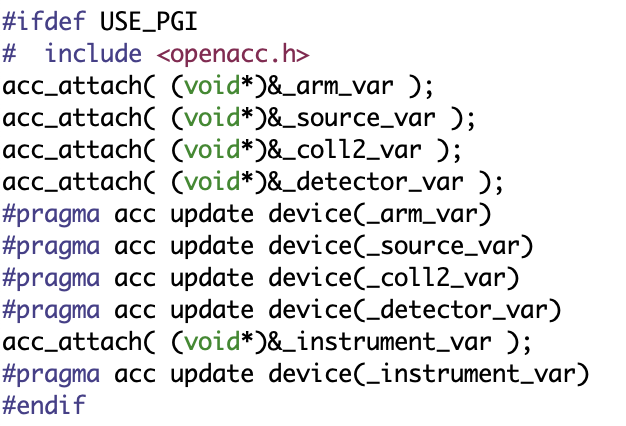 #ifdef USE_PGI
#  include <openacc.h>
acc_attach( (void*)&_arm_var );
acc_attach( (void*)&_source_var );
acc_attach( (void*)&_coll2_var );
acc_attach( (void*)&_detector_var );
#pragma acc update device(_arm_var)
#pragma acc update device(_source_var)
#pragma acc update device(_coll2_var)
#pragma acc update device(_detector_var)
acc_attach( (void*)&_instrument_var );
#pragma acc update device(_instrument_var)
#endif